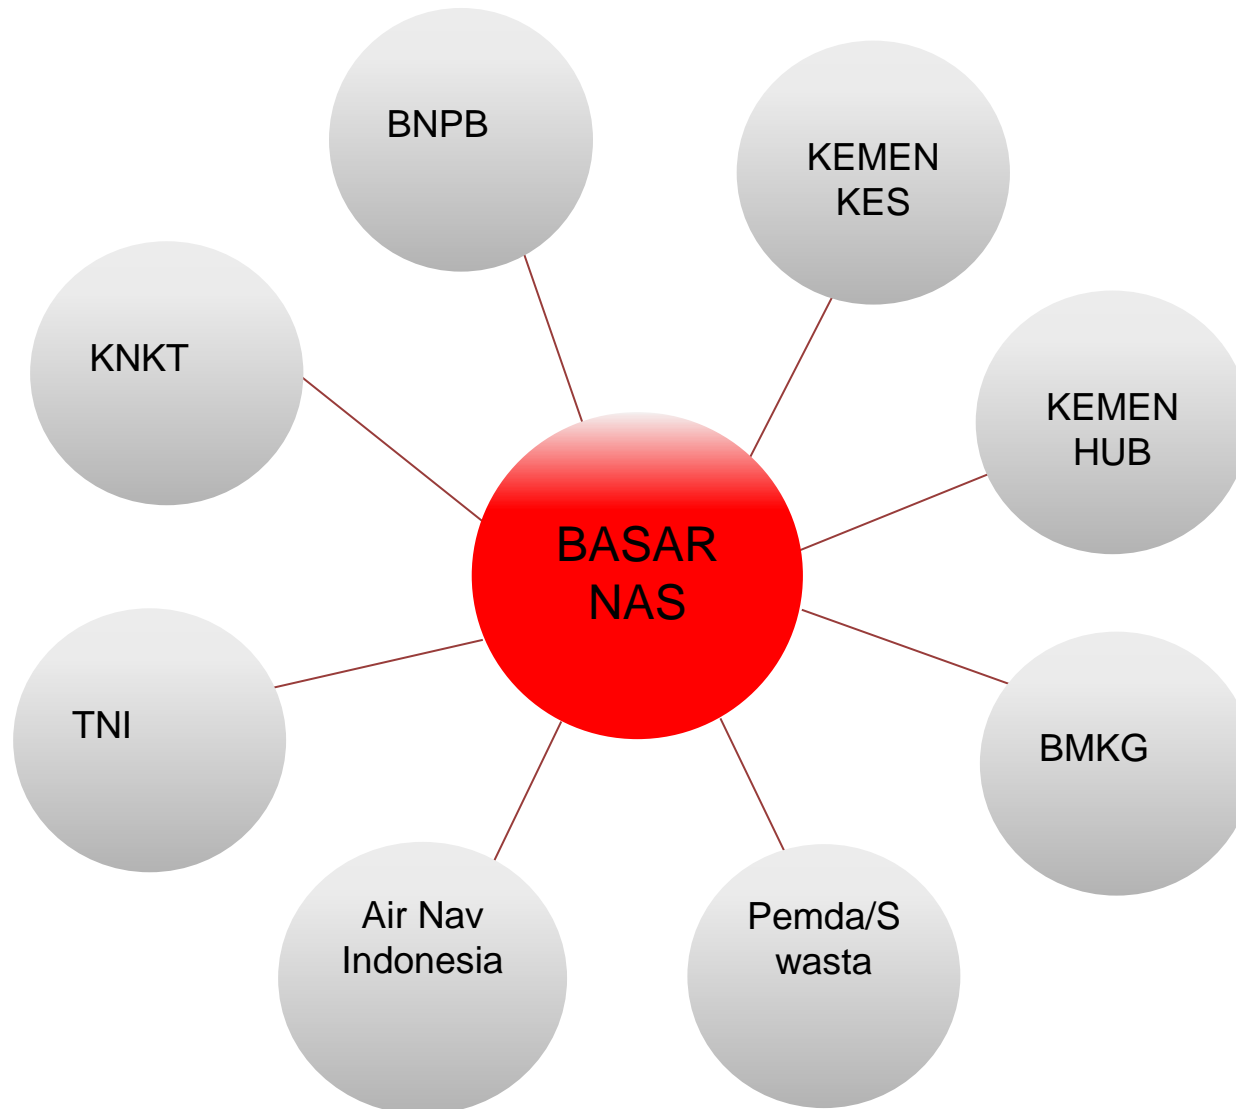 BNPB
KEMEN
KES
KNKT
KEMEN
HUB
BASAR
NAS
TNI
BMKG
Air Nav
Indonesia
Pemda/S
wasta